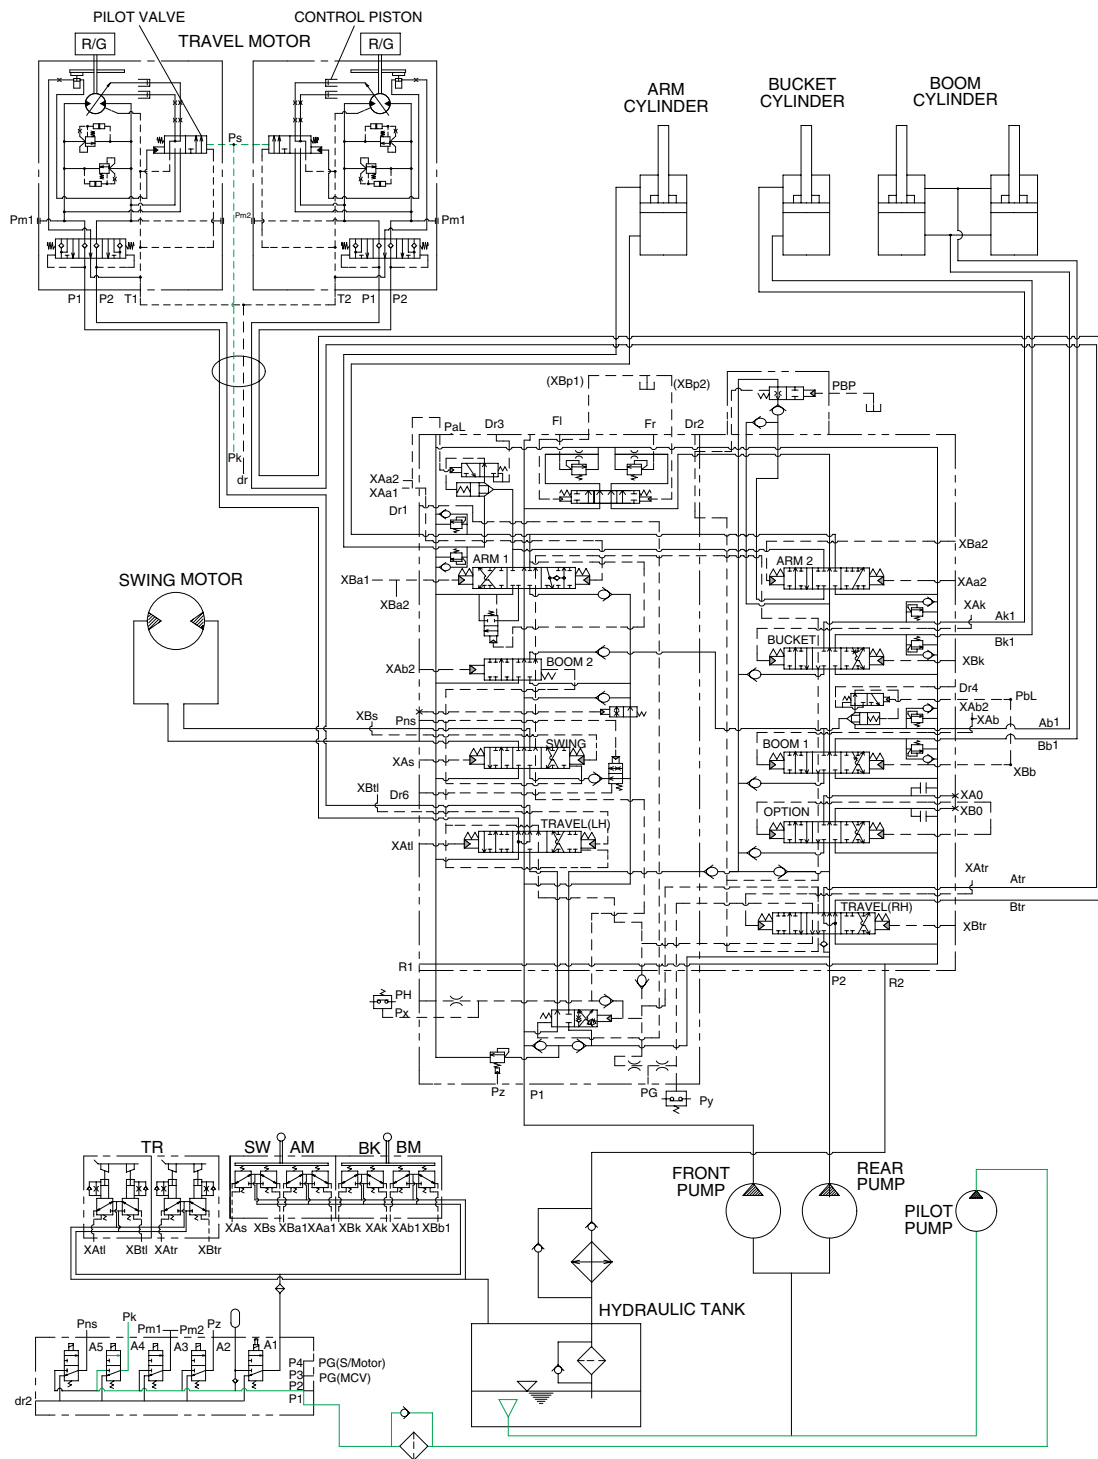 PILOT VALVE
CONTROL PISTON
TRAVEL MOTOR
R/G
R/G
Ps
Pm1
Pm2
Pm1
P1
P2
T1
T2
P1
P2
Pk
dr
ARM
CYLINDER
BUCKET
CYLINDER
BOOM
CYLINDER
SWING MOTOR
(XBp1)
(XBp2)
PBP
PaL
Dr3
Fl
Fr
Dr2
XAa2
XAa1
Dr1
XBa2
ARM 1
ARM 2
XBa1
XBa2
XAa2
XAk
Ak1
BUCKET
Bk1
XAb2
BOOM 2
XBk
Dr4
PbL
XAb2
XAb
XBs
Pns
Ab1
SWING
BOOM 1
Bb1
XAs
XBb
XBtl
Dr6
XA0
OPTION
XB0
TRAVEL(LH)
XAtl
XAtr
Atr
TRAVEL(RH)
Btr
XBtr
R1
P2
R2
PH
Px
Pz
P1
PG
Py
TR
SW
AM
BK
BM
XAtl
XBtl
XAtr
XBtr
XAs
XBs
XBa1
XAa1
XBk
XAk
XAb1
XBb1
FRONT
PUMP
REAR
PUMP
PILOT
PUMP
HYDRAULIC TANK
Pns
Pk
Pm1
Pm2
Pz
A5
A4
A3
A2
A1
P4
PG(S/Motor)
P3
PG(MCV)
P2
P1
dr2